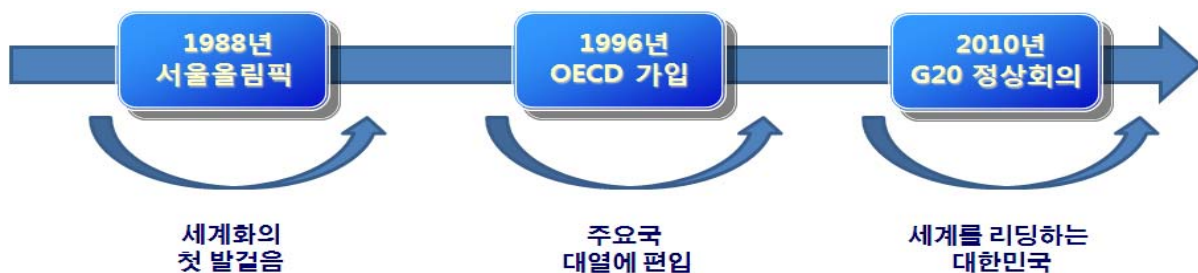 1988년
서울올림픽
1996년
OECD 가입
2010년
G20 정상회의
세계화의
첫 발걸음
주요국
대열에 편입
세계를 리딩하는
대한민국